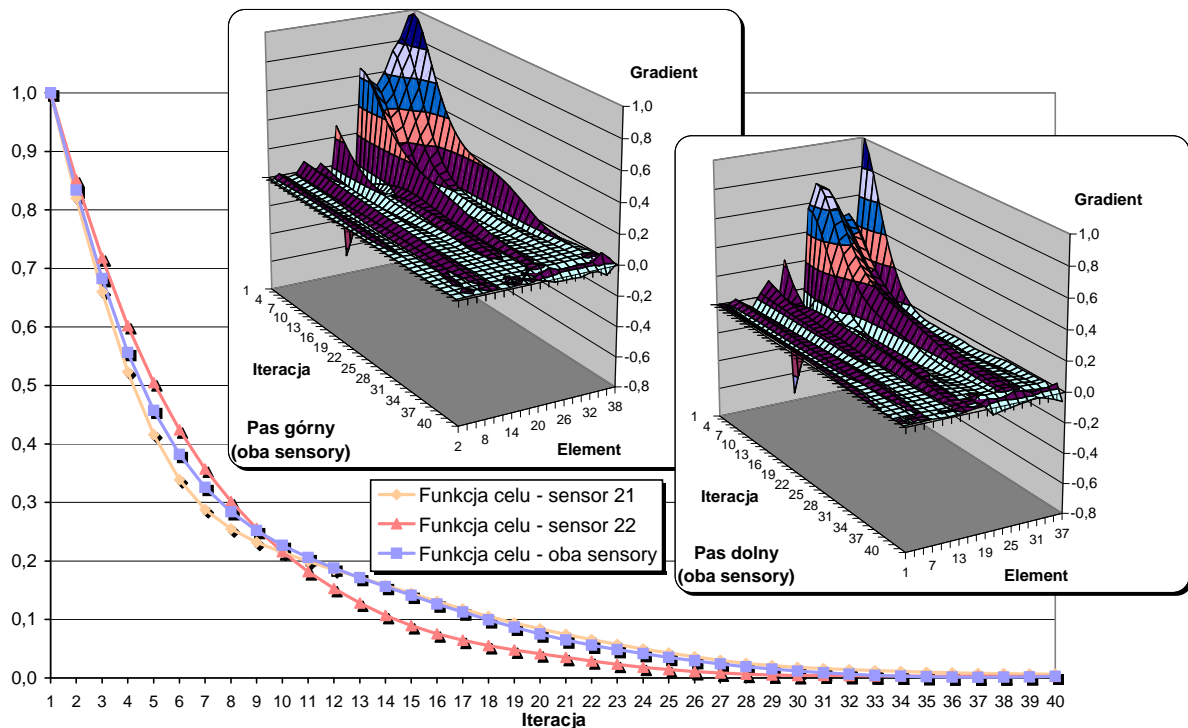 Gradient
1,0
0,8
0,6
0,4
0,2
0,0
-0,2
-0,4
-0,6
-0,8
1 4 7 10 13 16 19 22 25 28 31 34 37 40
Iteracja
2 8 14 20 26 32 38
Element
Pas górny
(oba sensory)
Gradient
1,0
0,8
0,6
0,4
0,2
0,0
-0,2
-0,4
-0,6
-0,8
1 4 7 10 13 16 19 22 25 28 31 34 37 40
Iteracja
1 7 13 19 25 31 37
Element
Pas dolny
(oba sensory)
Funkcja celu - sensor 21
Funkcja celu - sensor 22
Funkcja celu - oba sensory
1,0
0,9
0,8
0,7
0,6
0,5
0,4
0,3
0,2
0,1
0,0
1 2 3 4 5 6 7 8 9 10 11 12 13 14 15 16 17 18 19 20 21 22 23 24 25 26 27 28 29 30 31 32 33 34 35 36 37 38 39 40
Iteracja